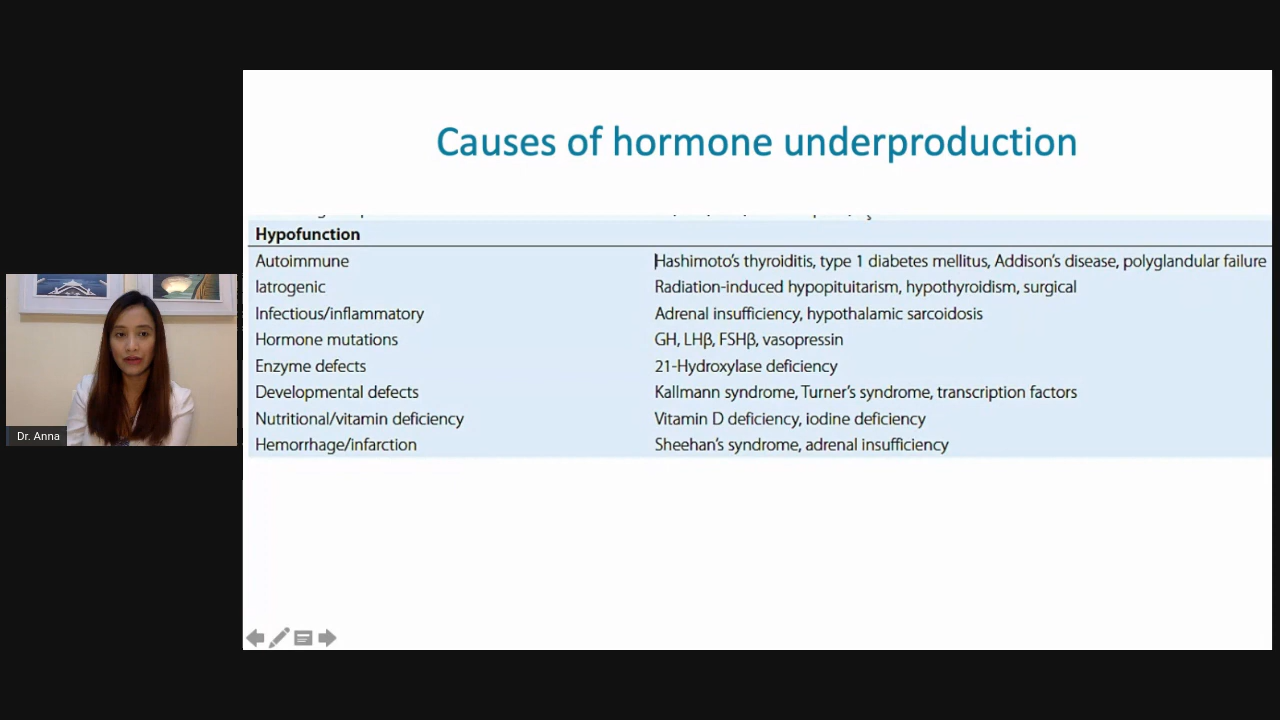 Causes of hormone underproduction
Hypofunction
Autoimmune Hashimoto's thyroiditis, type 1 diabetes mellitus, Addison's disease, polyglandular failure
Iatrogenic Radiation-induced hypopituitarism, hypothyroidism, surgical
Infectious/inflammatory Adrenal insufficiency, hypothalamic sarcoidosis
Hormone mutations GH, LHβ, FSHβ, vasopressin
Enzyme defects 21-Hydroxylase deficiency
Developmental defects Kallmann syndrome, Turner's syndrome, transcription factors
Nutritional/vitamin deficiency Vitamin D deficiency, iodine deficiency
Hemorrhage/infarction Sheehan's syndrome, adrenal insufficiency
Dr. Anna